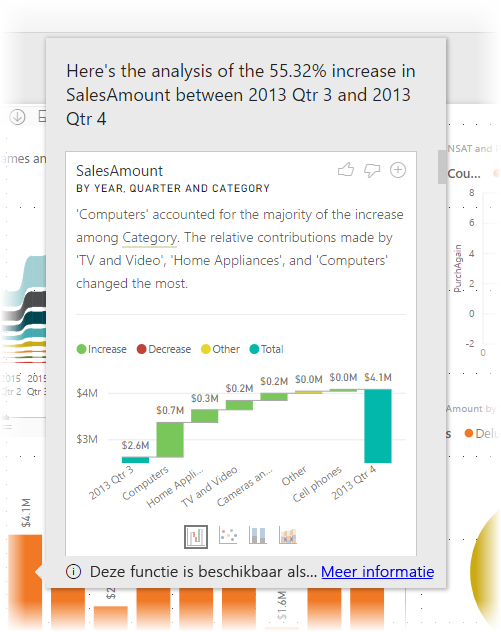 Here's the analysis of the 55.32% increase in
SalesAmount between 2013 Qtr 3 and 2013
Qtr 4
SalesAmount
BY YEAR, QUARTER AND CATEGORY
'Computers' accounted for the majority of the increase
among Category. The relative contributions made by
'TV and Video', 'Home Appliances', and 'Computers'
changed the most.
Increase Decrease Other Total
$4M
$3M
$2.6M
$0.7M
$0.3M
$0.2M
$0.2M
$0.0M
$0.0M
$4.1M
2013 Qtr 3
Computers
Home Appli...
TV and Video
Cameras an...
Other
Cell phones
2013 Qtr 4
Deze functie is beschikbaar als... Meer informatie
ames an
2015
Qtr 2
Qtr 3
$4.1M
$1.6M
NSAT and
Cou...
PurchAgain
8
6
4
2
0
-2
0
Amount by
s
Delu